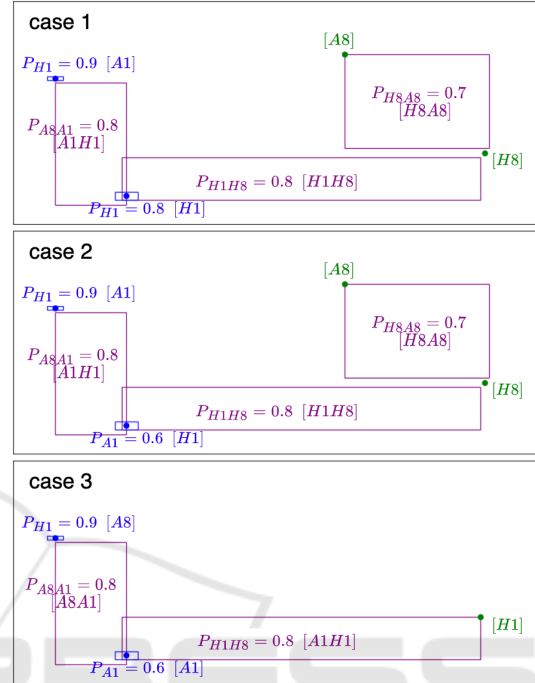 case 1
[A8]
P_{H1} = 0.9 [A1]
P_{H8A8} = 0.7
[H8A8]
P_{A8A1} = 0.8
[A1H1]
[H8]
P_{H1H8} = 0.8 [H1H8]
P_{H1} = 0.8 [H1]
case 2
[A8]
P_{H1} = 0.9 [A1]
P_{H8A8} = 0.7
[H8A8]
P_{A8A1} = 0.8
[A1H1]
[H8]
P_{H1H8} = 0.8 [H1H8]
P_{A1} = 0.6 [H1]
case 3
P_{H1} = 0.9 [A8]
P_{A8A1} = 0.8
[A8A1]
[H1]
P_{H1H8} = 0.8 [A1H1]
P_{A1} = 0.6 [A1]